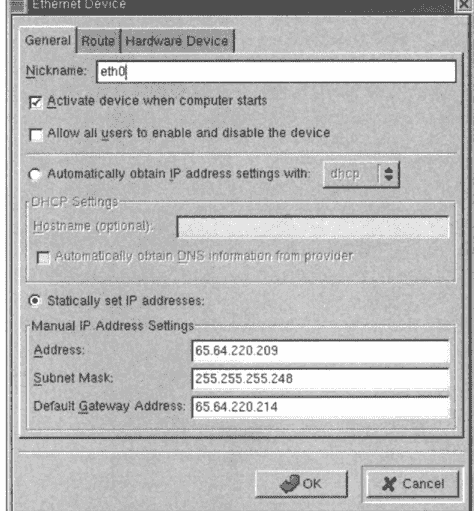 Ethernet Device
General Route Hardware Device
Nickname: eth0
Activate device when computer starts
Allow all users to enable and disable the device
Automatically obtain IP address settings with: dhcp
DHCP Settings
Hostname (optional):
Automatically obtain DNS information from provider
Statically set IP addresses:
Manual IP Address Settings
Address: 65.64.220.209
Subnet Mask: 255.255.255.248
Default Gateway Address: 65.64.220.214
OK Cancel